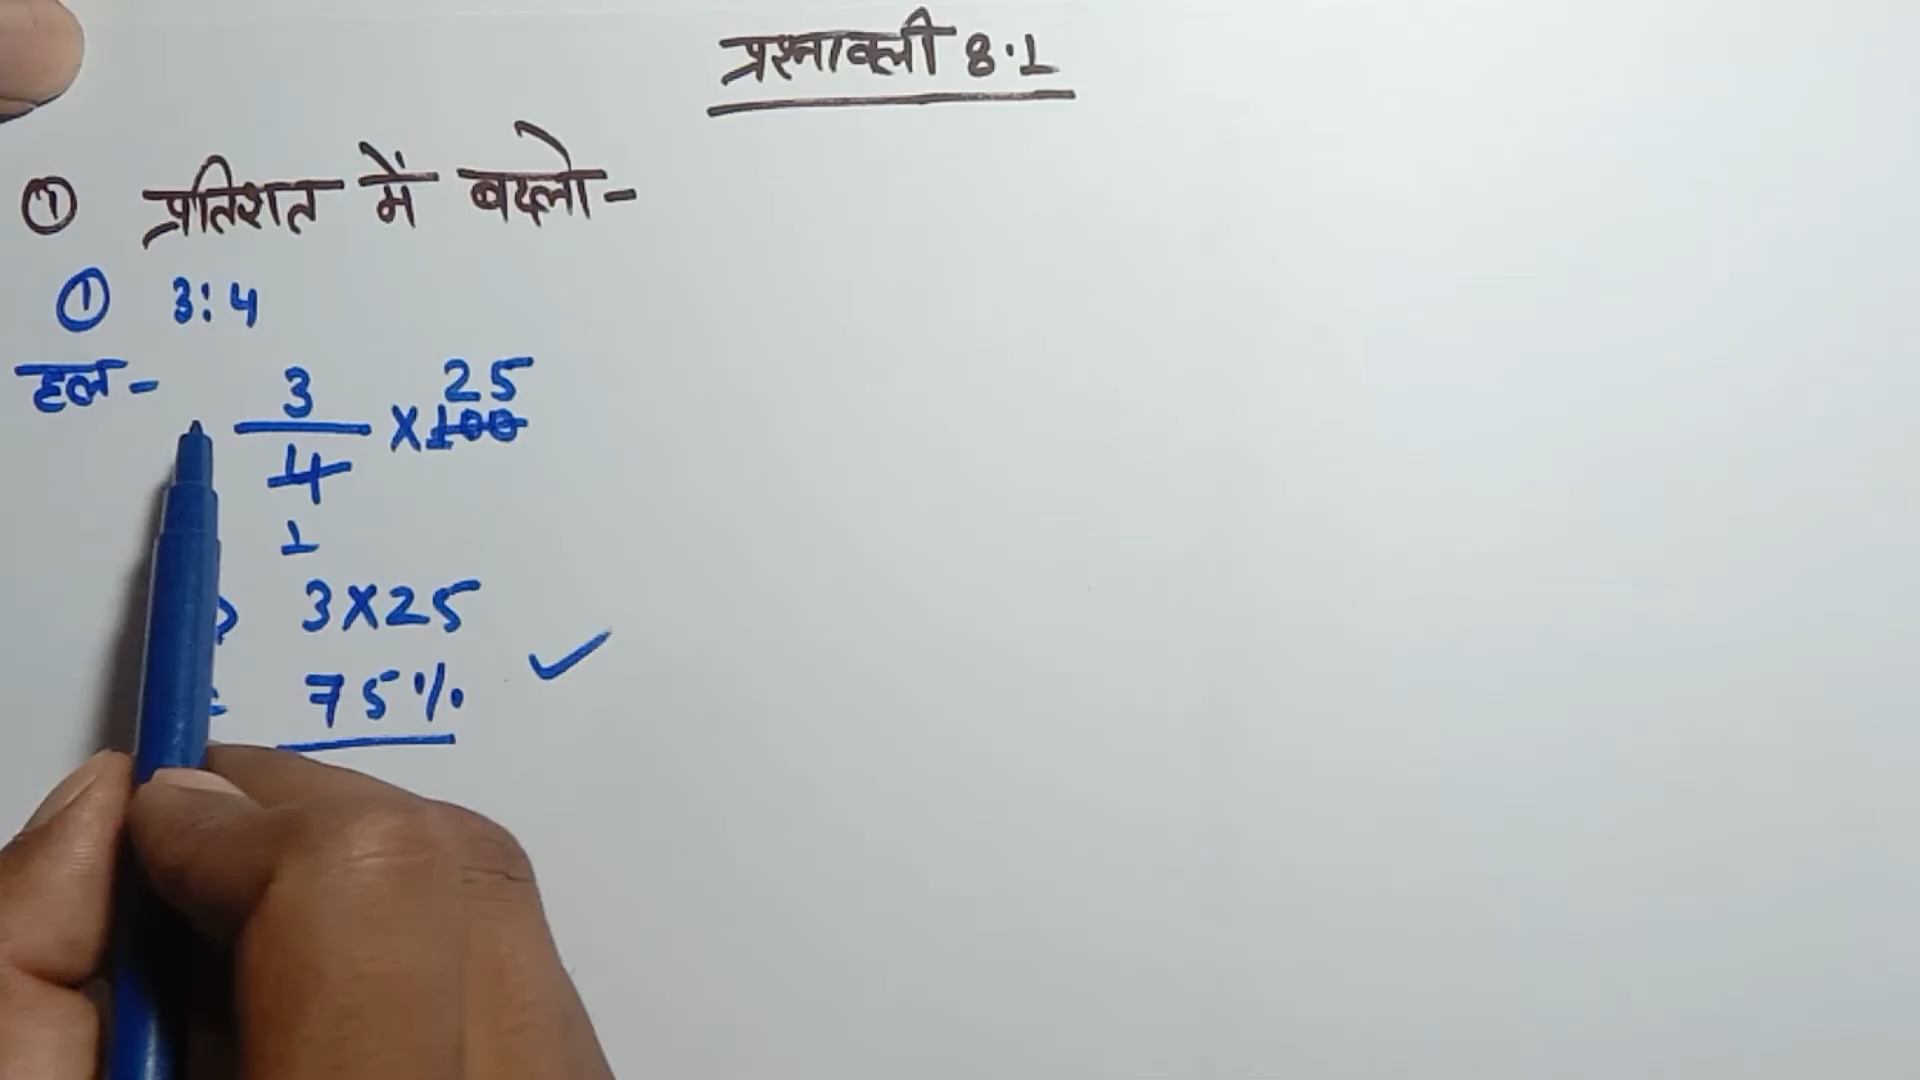 प्रश्नावली 8.1
① प्रतिशत में बदलो-
① 3:4
हल-
3/4 × 100 25
1
3×25
= 75%